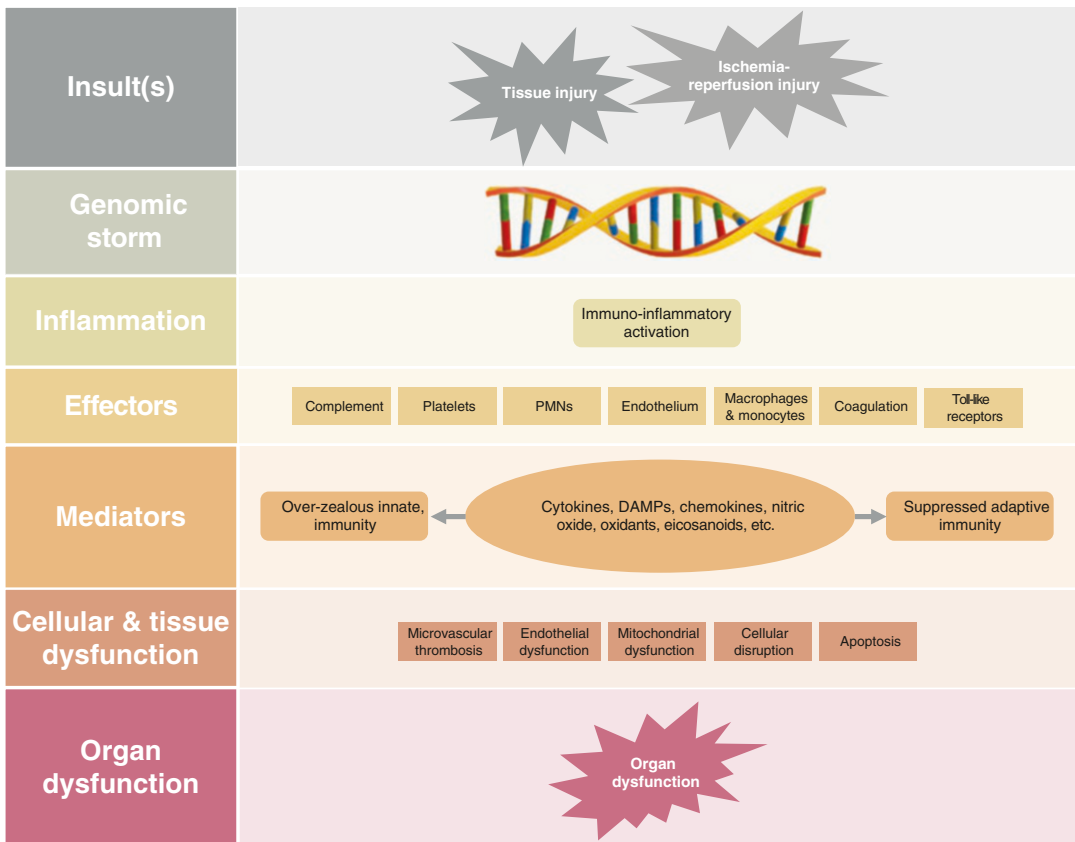 Insult(s)
Tissue injury
Ischemia-
reperfusion injury
Genomic
storm
Inflammation
Immuno-inflammatory
activation
Effectors
Complement
Platelets
PMNs
Endothelium
Macrophages
& monocytes
Coagulation
Toll-like
receptors
Mediators
Over-zealous innate,
immunity
Cytokines, DAMPs, chemokines, nitric
oxide, oxidants, eicosanoids, etc.
Suppressed adaptive
immunity
Cellular & tissue
dysfunction
Microvascular
thrombosis
Endothelial
dysfunction
Mitochondrial
dysfunction
Cellular
disruption
Apoptosis
Organ
dysfunction
Organ
dysfunction